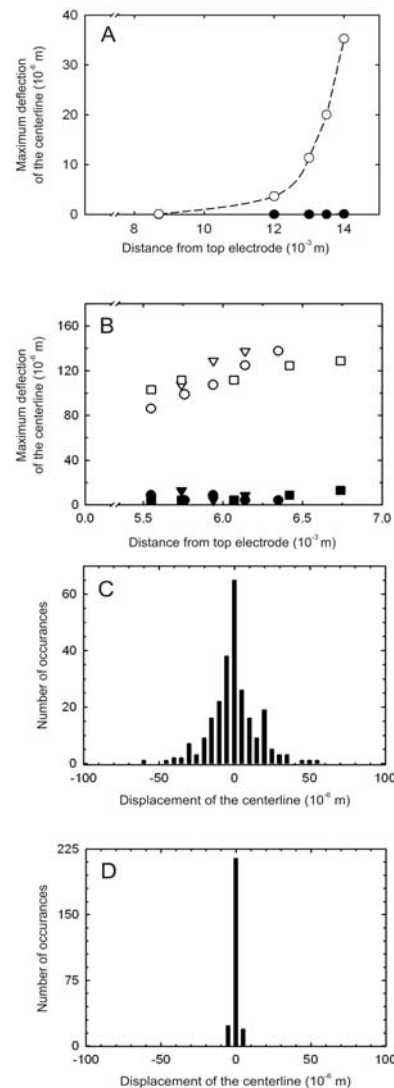 A
Maximum deflection
of the centerline (10⁻⁶ m)
40
30
20
10
0
8 10 12 14
Distance from top electrode (10⁻³ m)
B
Maximum deflection
of the centerline (10⁻⁶ m)
160
120
80
40
0
0.0 5.5 6.0 6.5 7.0
Distance from top electrode (10⁻³ m)
C
Number of occurances
60
40
20
0
-100 -50 0 50 100
Displacement of the centerline (10⁻⁶ m)
D
Number of occurances
225
150
75
0
-100 -50 0 50 100
Displacement of the centerline (10⁻⁶ m)